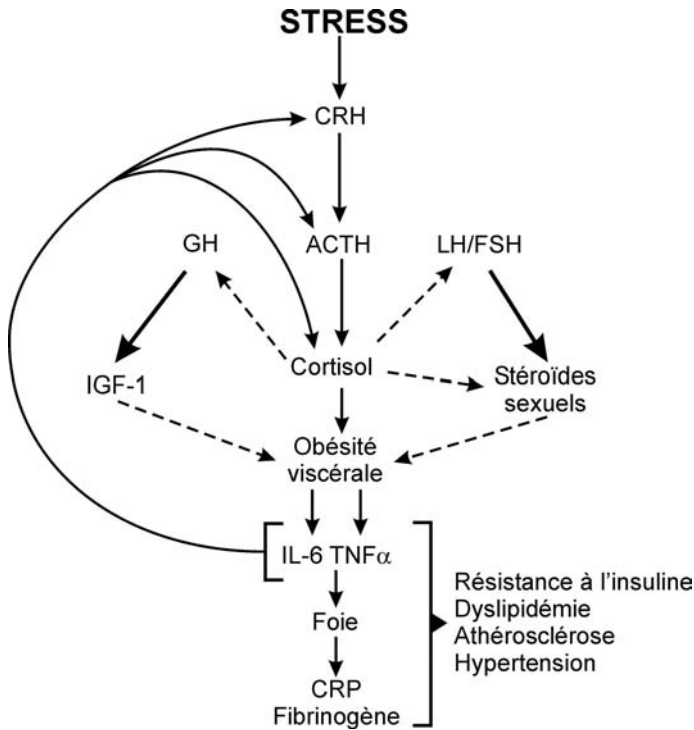 STRESS
CRH
GH
ACTH
LH/FSH
Cortisol
IGF-1
Stéroïdes
sexuels
Obésité
viscérale
IL-6 TNFα
Foie
CRP
Fibrinogène
Résistance à l'insuline
Dyslipidémie
Athérosclérose
Hypertension